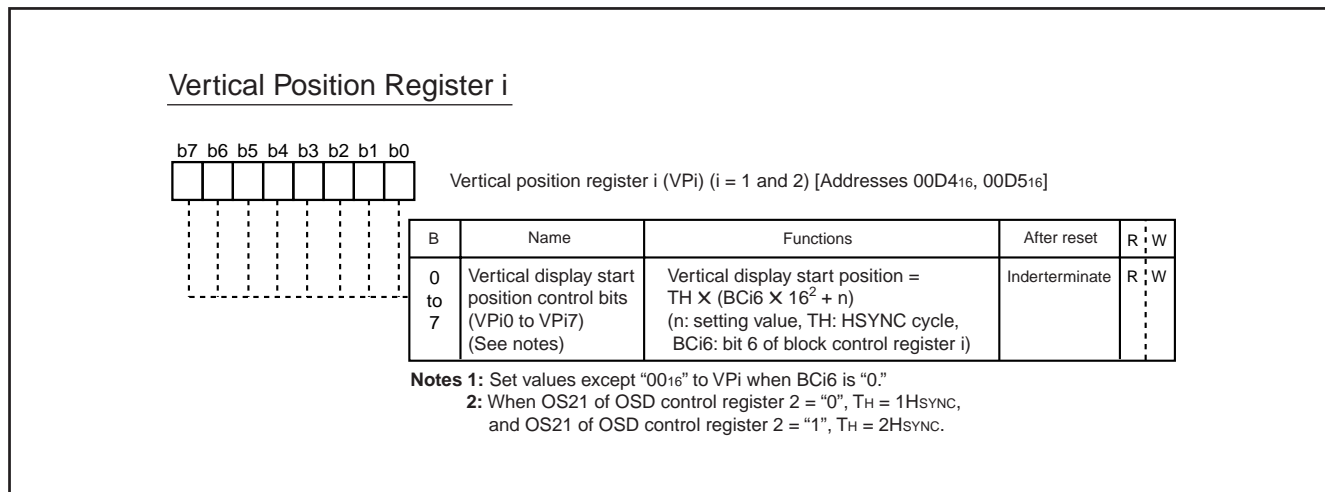 Vertical Position Register i
b7 b6 b5 b4 b3 b2 b1 b0
Vertical position register i (VPi) (i = 1 and 2) [Addresses 00D416, 00D516]
B Name Functions After reset R W
0 Vertical display start Vertical display start position = Inderterminate R W
to position control bits TH X (BCi6 X 16² + n)
7 (VPi0 to VPi7) (n: setting value, TH: HSYNC cycle,
(See notes) BCi6: bit 6 of block control register i)
Notes 1: Set values except “0016” to VPi when BCi6 is “0.”
2: When OS21 of OSD control register 2 = “0”, TH = 1HSYNC,
and OS21 of OSD control register 2 = “1”, TH = 2HSYNC.